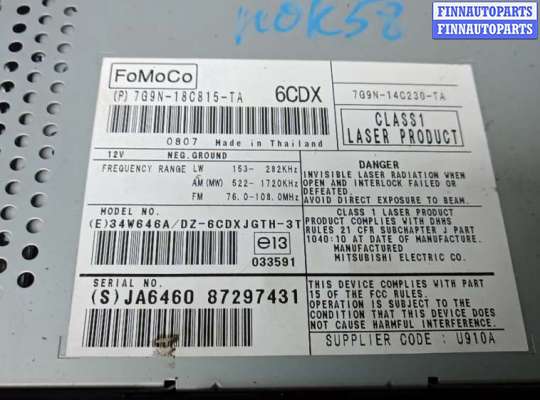 FINNAUTOPARTS
FINNAUTOPARTS
FoMoCo
(P) 7G9N-18C815-TA
6CDX
7G9N-14C230-TA
0807 Made in Thailand
CLASS1
LASER PRODUCT
12V NEG.GROUND
FREQUENCY RANGE LW 153- 282KHz
AM(MW) 522- 1720KHz
FM 76.0-108.0MHz
DANGER
INVISIBLE LASER RADIATION WHEN
OPEN AND INTERLOCK FAILED OR
DEFEATED.
AVOID DIRECT EXPOSURE TO BEAM.
MODEL NO.
(E)34W646A/DZ-6CDXJGTH-3T
e13
033591
CLASS 1 LASER PRODUCT
PRODUCT COMPLIES WITH DHHS
RULES 21 CFR SUBCHAPTER J PART
1040:10 AT DATE OF MANUFACTURE.
MANUFACTURED
MITSUBISHI ELECTRIC CO.
SERIAL NO.
(S)JA6460 87297431
THIS DEVICE COMPLIES WITH PART
15 OF THE FCC RULES.
OPERATION IS SUBJECT TO THE
CONDITION THAT THIS DEVICE DOES
NOT CAUSE HARMFUL INTERFERENCE.
SUPPLIER CODE : U910A